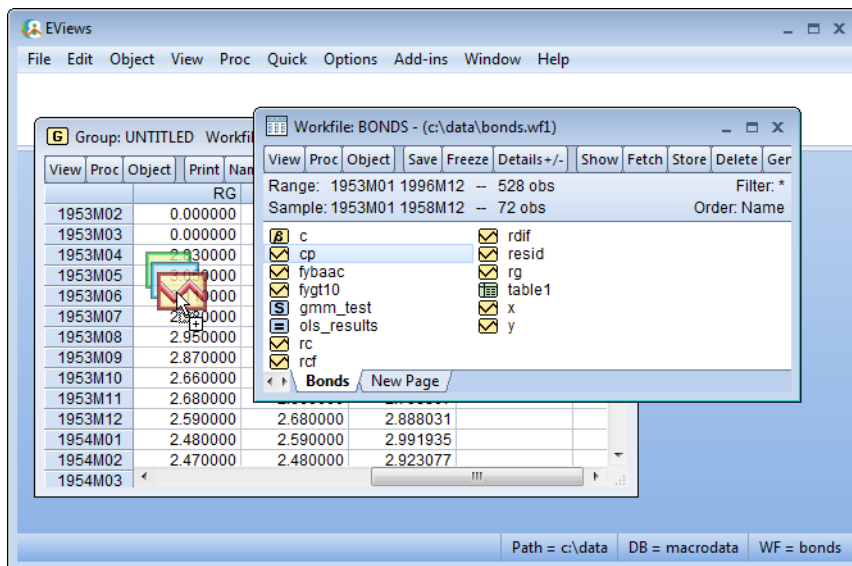 EViews
File Edit Object View Proc Quick Options Add-ins Window Help
Group: UNTITLED Workfil
View Proc Object Print Nam
RG
1953M02 0.000000
1953M03 0.000000
1953M04
1953M05
1953M06
1953M07
1953M08 2.950000
1953M09 2.870000
1953M10 2.660000
1953M11 2.680000
1953M12 2.590000 2.680000 2.888031
1954M01 2.480000 2.590000 2.991935
1954M02 2.470000 2.480000 2.923077
1954M03
Workfile: BONDS - (c:\data\bonds.wf1)
View Proc Object Save Freeze Details+/- Show Fetch Store Delete Gen
Range: 1953M01 1996M12 -- 528 obs Filter: *
Sample: 1953M01 1958M12 -- 72 obs Order: Name
c
cp
fybaac
fygt10
gmm_test
ols_results
rc
rcf
rdif
resid
rg
table1
x
y
Bonds New Page
Path = c:\data DB = macrodata WF = bonds